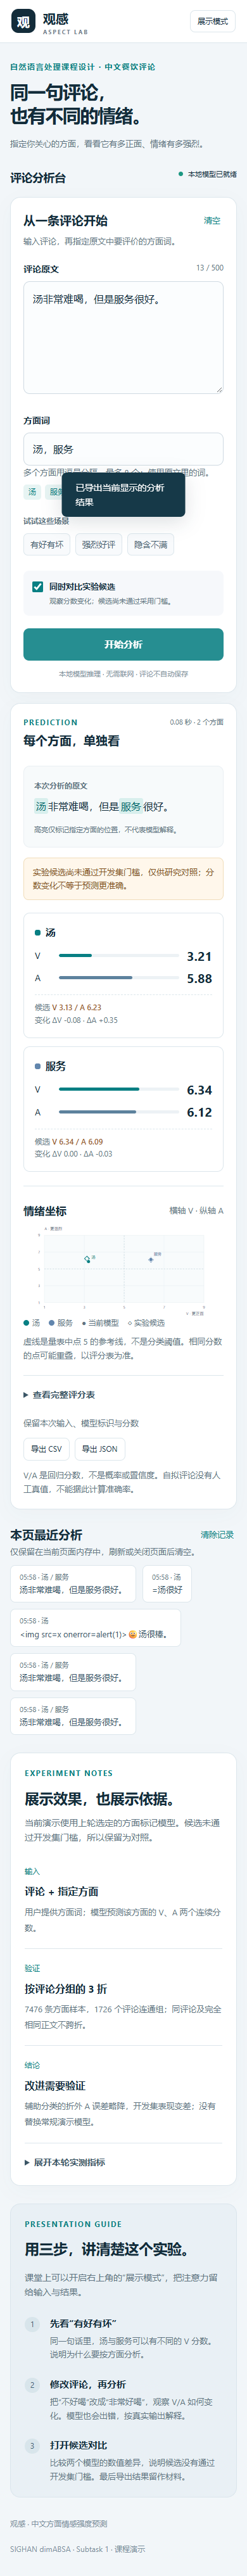 观
观感
ASPECT LAB
展示模式
自然语言处理课程设计 · 中文餐饮评论
同一句评论，
也有不同的情绪。
指定你关心的方面，看看它有多正面、情绪有多强烈。
评论分析台
本地模型已就绪
从一条评论开始
清空
输入评论，再指定原文中要评价的方面词。
评论原文
13 / 500
汤非常难喝，但是服务很好。
方面词
汤，服务
已导出当前显示的分析
结果
汤
试试这些场景
有好有坏
强烈好评
隐含不满
同时对比实验候选
观察分数变化；候选尚未通过采用门槛。
开始分析
本地模型推理 · 无需联网 · 评论不自动保存
PREDICTION
0.08 秒 · 2 个方面
每个方面，单独看
本次分析的原文
汤非常难喝，但是服务很好。
高亮仅标记指定方面的位置，不代表模型解释。
实验候选尚未通过开发集门槛，仅供研究对照；分
数变化不等于预测更准确。
汤
V 3.21
A 5.88
候选 V 3.13 / A 6.23
变化 ΔV -0.08 · ΔA +0.35
服务
V 6.34
A 6.12
候选 V 6.34 / A 6.09
变化 ΔV 0.00 · ΔA -0.03
情绪坐标
横轴 V · 纵轴 A
汤
服务
汤 服务 当前模型 实验候选
虚线是量表中点 5 的参考线，不是分类阈值。相同分数
的点可能重叠，以评分表为准。
查看完整评分表
保留本次输入、模型标识与分数
导出 CSV
导出 JSON
V/A 是回归分数，不是概率或置信度。自拟评论没有人
工真值，不能据此计算准确率。
本页最近分析
清除记录
仅保留在当前页面内存中，刷新或关闭页面后清空。
05:58 · 汤 / 服务
汤非常难喝，但是服务很好。
05:58 · 汤
=汤很好
05:58 · 汤
<img src=x onerror=alert(1)>😀汤很棒。
05:58 · 汤 / 服务
汤非常难喝，但是服务很好。
05:58 · 汤 / 服务
汤非常难喝，但是服务很好。
EXPERIMENT NOTES
展示效果，也展示依据。
当前演示使用上轮选定的方面标记模型。候选未通
过开发集门槛，所以保留为对照。
输入
评论 + 指定方面
用户提供方面词；模型预测该方面的 V、A 两个连续分
数。
验证
按评论分组的 3 折
7476 条方面样本，1726 个评论连通组；同评论及完全
相同正文不跨折。
结论
改进需要验证
辅助分类的折外 A 误差略降，开发集表现变差；没有
替换常规演示模型。
展开本轮实测指标
PRESENTATION GUIDE
用三步，讲清楚这个实验。
课堂上可以开启右上角的“展示模式”，把注意力留
给输入与结果。
1
先看“有好有坏”
同一句话里，汤与服务可以有不同的 V 分数。
说明为什么要按方面分析。
2
修改评论，再分析
把“不好喝”改成“非常好喝”，观察 V/A 如何变
化。模型也会出错，按真实输出解释。
3
打开候选对比
比较两个模型的数值差异，说明候选没有通过
开发集门槛。最后导出结果留作材料。
观感 · 中文方面情感强度预测
SIGHAN dimABSA · Subtask 1 · 课程演示